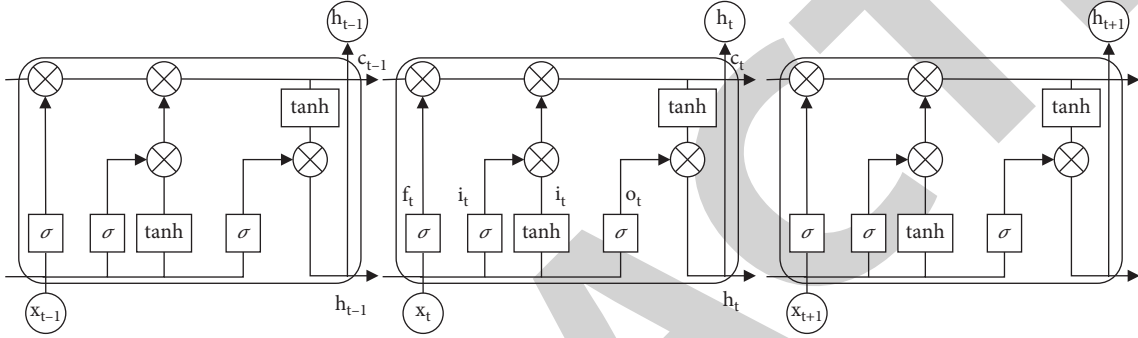 h_{t-1} h_t h_{t+1}
c_{t-1} c_t
tanh tanh tanh
f_t i_t i_t o_t
σ σ tanh σ σ σ tanh σ σ σ tanh σ
h_{t-1} h_t
x_{t-1} x_t x_{t+1}